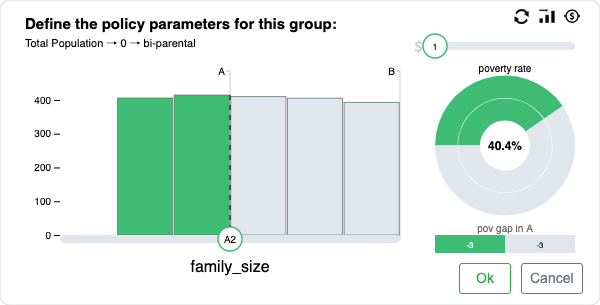 Define the policy parameters for this group:
Total Population → 0 → bi-parental
$ 1
A B
poverty rate
400
300
200
100
0
40.4%
pov gap in A
-3 -3
A2
family_size
Ok Cancel